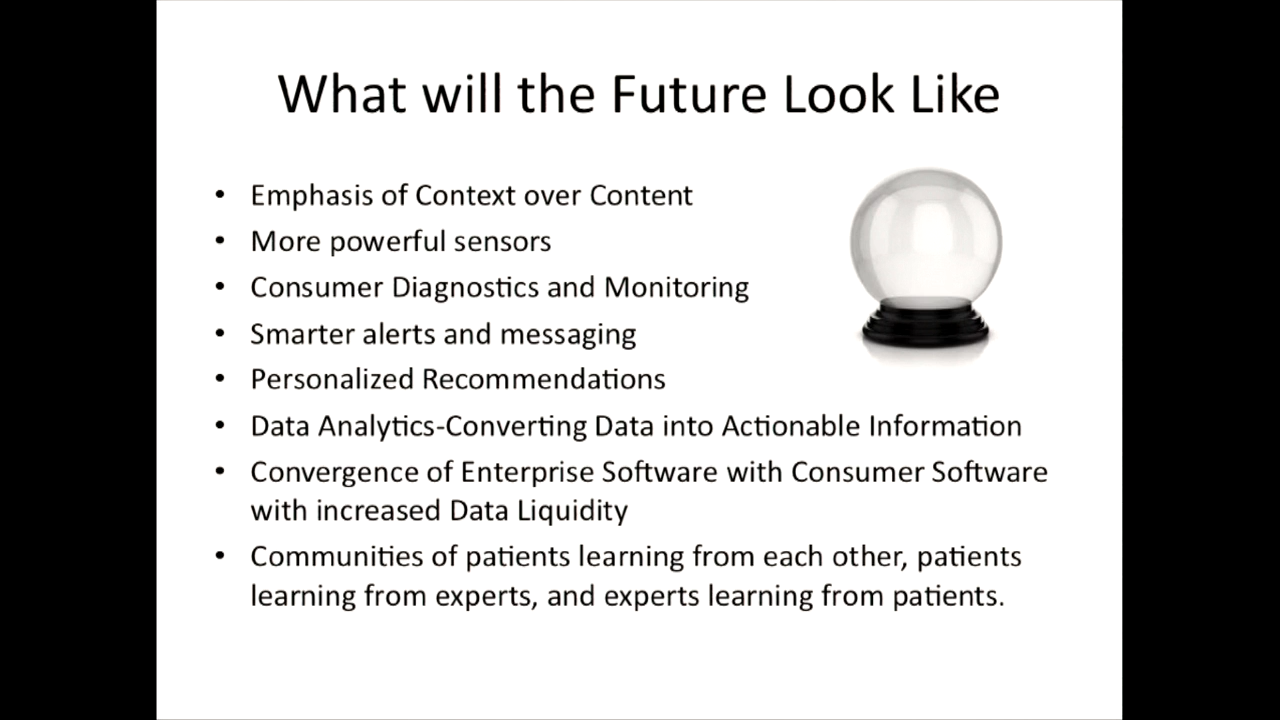 What will the Future Look Like
• Emphasis of Context over Content
• More powerful sensors
• Consumer Diagnostics and Monitoring
• Smarter alerts and messaging
• Personalized Recommendations
• Data Analytics-Converting Data into Actionable Information
• Convergence of Enterprise Software with Consumer Software
with increased Data Liquidity
• Communities of patients learning from each other, patients
learning from experts, and experts learning from patients.